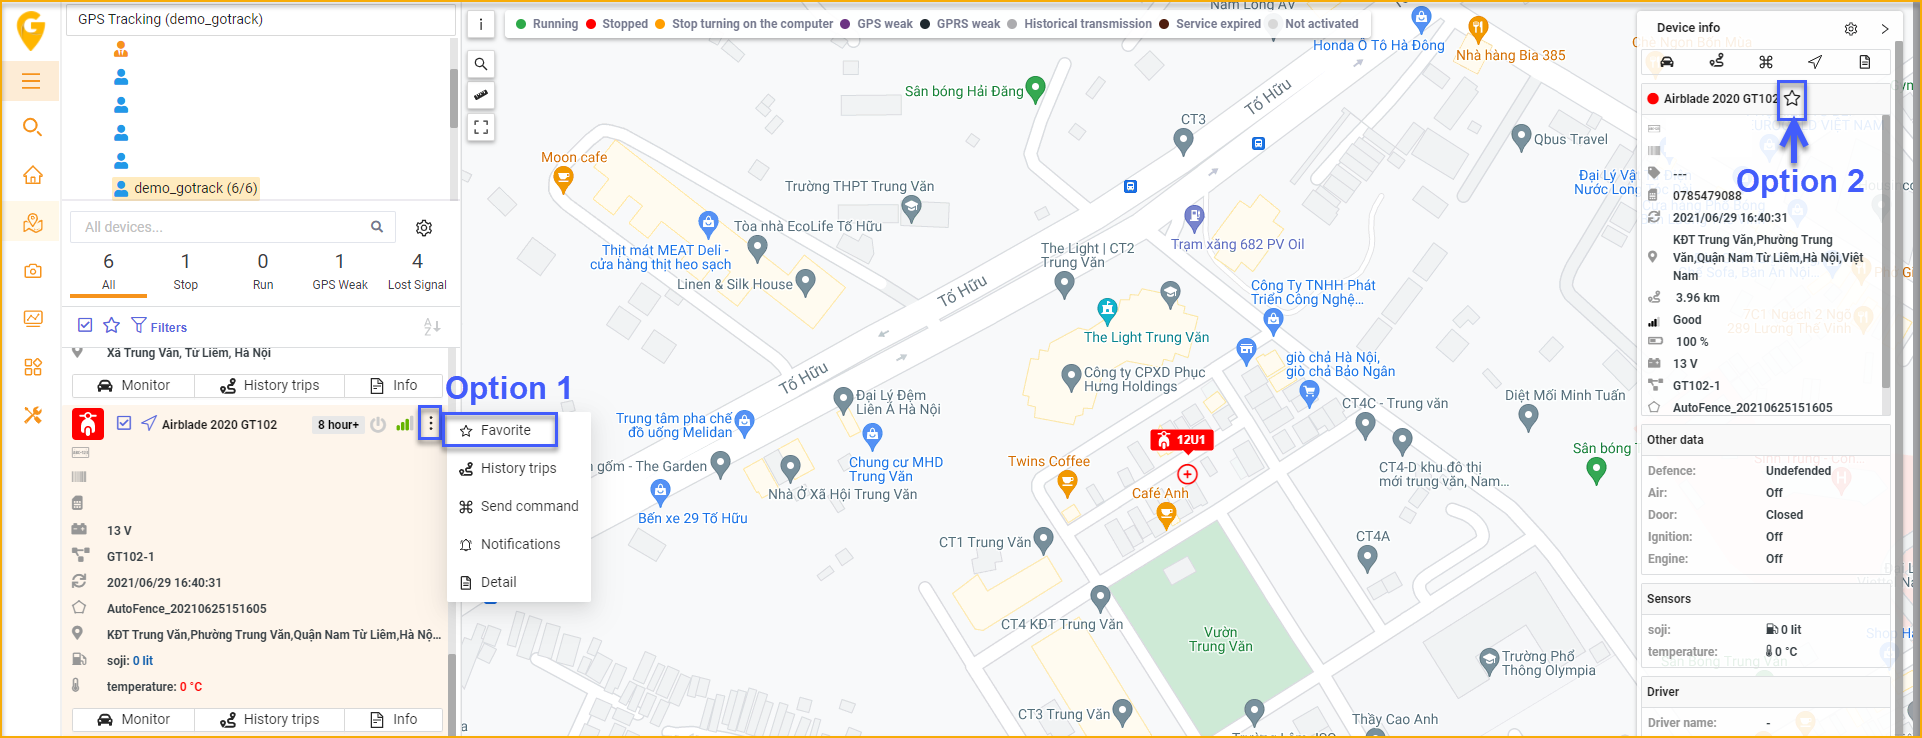 GPS Tracking (demo_gotrack)
demo_gotrack (6/6)
All devices...
6
All
1
Stop
0
Run
1
GPS Weak
4
Lost Signal
Filters
Xã Trung Văn, Từ Liêm, Hà Nội
Monitor
History trips
Info
Airblade 2020 GT102
8 hour+
13 V
GT102-1
2021/06/29 16:40:31
AutoFence_20210625151605
KĐT Trung Văn,Phường Trung Văn,Quận Nam Từ Liêm,Hà Nộ...
soji: 0 lit
temperature: 0 °C
Monitor
History trips
Info
Option 1
Favorite
History trips
Send command
Notifications
Detail
Running
Stopped
Stop turning on the computer
GPS weak
GPRS weak
Historical transmission
Service expired
Not activated
Nam Long AV
Honda Ô Tô Hà Đông
Nhà hàng Bia 385
Sân bóng Hải Đăng
Tố Hữu
CT3
Qbus Travel
Moon cafe
Trường THPT Trung Văn
Tòa nhà EcoLife Tố Hữu
Thịt mát MEAT Deli -
cửa hàng thịt heo sạch
Linen & Silk House
Tố Hữu
The Light | CT2
Trung Văn
Trạm xăng 682 PV Oil
Công Ty TNHH Phát
Triển Công Nghệ...
The Light Trung Văn
giò chả Hà Nội,
giò chả Bảo Ngân
Tố Hữu
Công ty CPXD Phục
Hưng Holdings
Đại Lý Đệm
Liên Á Hà Nội
Diệt Mối Minh Tuấn
CT4C - Trung văn
Trung tâm pha chế
đồ uống Melidan
12U1
Sân bóng
Chung cư MHD
Trung Văn
Twins Coffee
gốm - The Garden
CT4-D khu đô thị
mới trung văn, Nam...
Nhà Ở Xã Hội Trung Văn
Café Anh
Bến xe 29 Tố Hữu
CT1 Trung Văn
CT4A
CT4 KĐT Trung Văn
Vườn
Trung Văn
Trường Phổ
Thông Olympia
CT3 Trung Văn
Thầy Cao Anh
Device info
Airblade 2020 GT102
Option 2
---
0785479088
2021/06/29 16:40:31
KĐT Trung Văn,Phường Trung
Văn,Quận Nam Từ Liêm,Hà Nội,Việt
Nam
3.96 km
Good
100 %
13 V
GT102-1
AutoFence_20210625151605
Other data
Defence: Undefended
Air: Off
Door: Closed
Ignition: Off
Engine: Off
Sensors
soji: 0 lit
temperature: 0 °C
Driver
Driver name: -